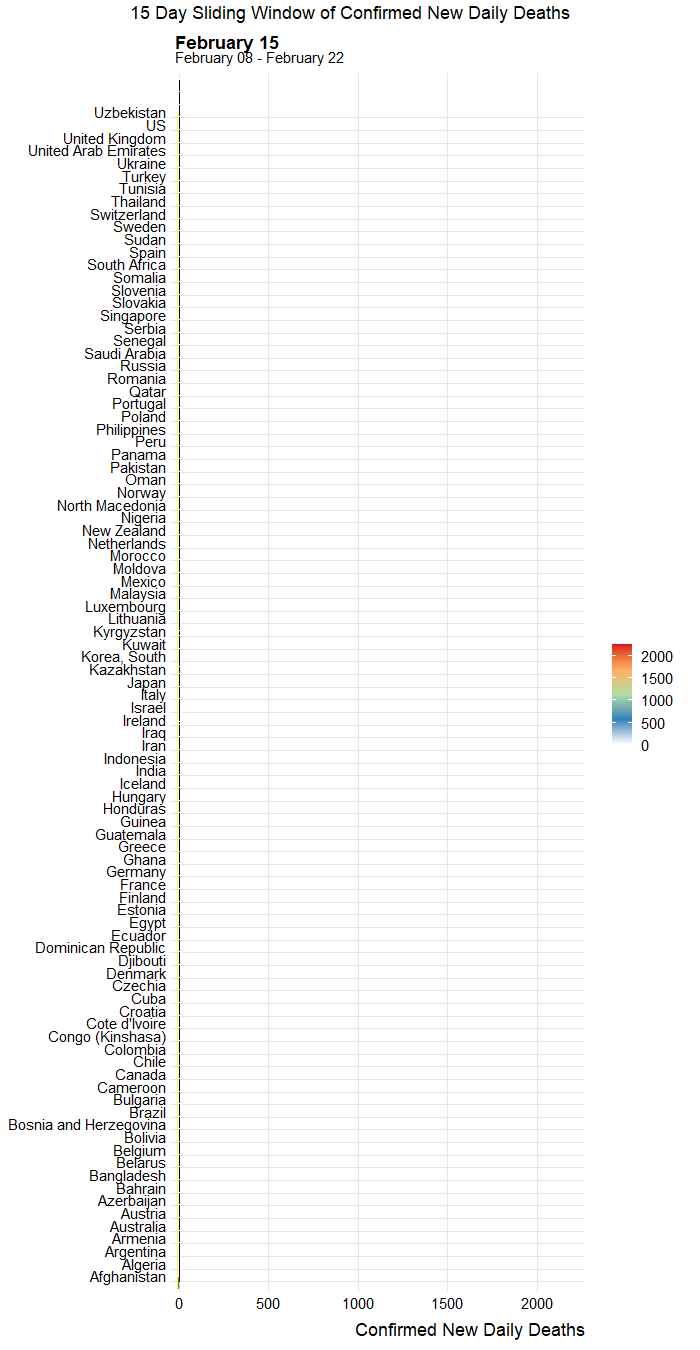 15 Day Sliding Window of Confirmed New Daily Deaths
February 15
February 08 - February 22
Uzbekistan
US
United Kingdom
United Arab Emirates
Ukraine
Turkey
Tunisia
Thailand
Switzerland
Sweden
Sudan
Spain
South Africa
Somalia
Slovenia
Slovakia
Singapore
Serbia
Senegal
Saudi Arabia
Russia
Romania
Qatar
Portugal
Poland
Philippines
Peru
Panama
Pakistan
Oman
Norway
North Macedonia
Nigeria
New Zealand
Netherlands
Morocco
Moldova
Mexico
Malaysia
Luxembourg
Lithuania
Kyrgyzstan
Kuwait
Korea, South
Kazakhstan
Japan
Italy
Israel
Ireland
Iraq
Iran
Indonesia
India
Iceland
Hungary
Honduras
Guinea
Guatemala
Greece
Ghana
Germany
France
Finland
Estonia
Egypt
Ecuador
Dominican Republic
Djibouti
Denmark
Czechia
Cuba
Croatia
Cote d'Ivoire
Congo (Kinshasa)
Colombia
Chile
Canada
Cameroon
Bulgaria
Brazil
Bosnia and Herzegovina
Bolivia
Belgium
Belarus
Bangladesh
Bahrain
Azerbaijan
Austria
Australia
Armenia
Argentina
Algeria
Afghanistan
0 500 1000 1500 2000
Confirmed New Daily Deaths
2000
1500
1000
500
0